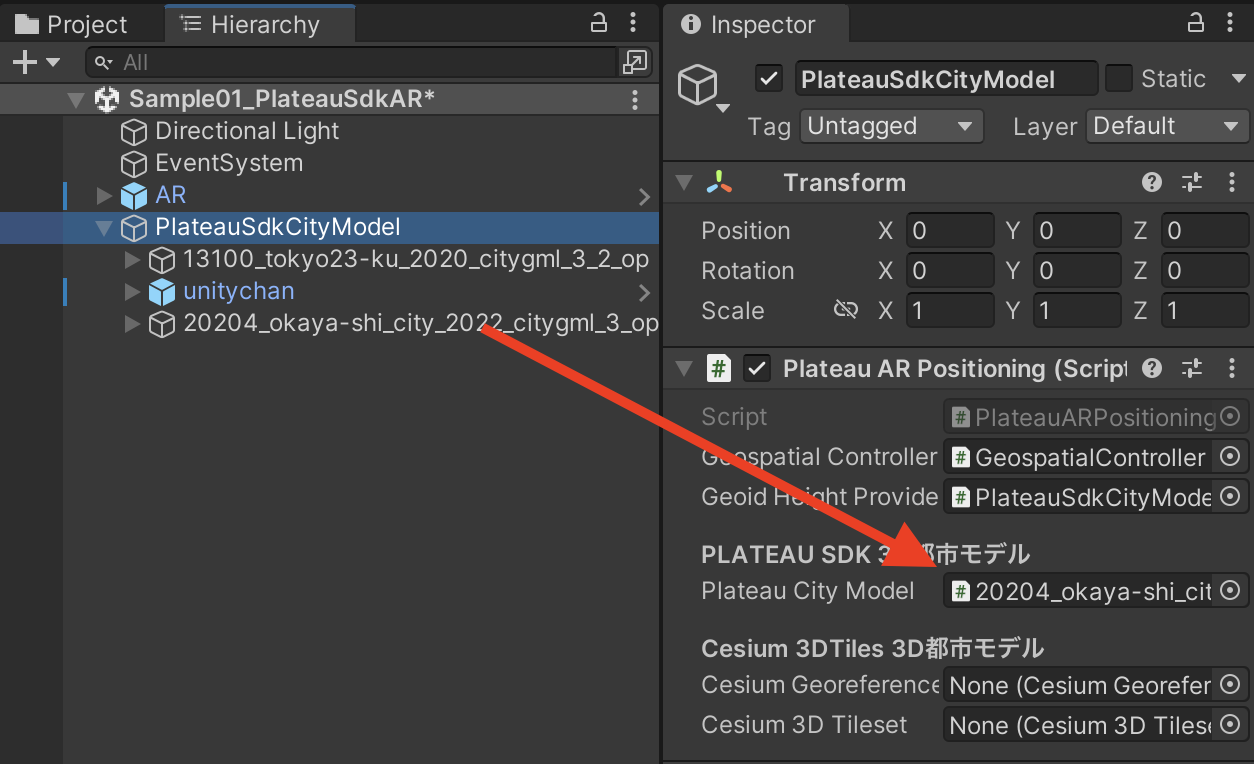 Project
Hierarchy
All
Sample01_PlateauSdkAR*
Directional Light
EventSystem
AR
PlateauSdkCityModel
13100_tokyo23-ku_2020_citygml_3_2_op
unitychan
20204_okaya-shi_city_2022_citygml_3_op
Inspector
PlateauSdkCityModel
Static
Tag Untagged Layer Default
Transform
Position X 0 Y 0 Z 0
Rotation X 0 Y 0 Z 0
Scale X 1 Y 1 Z 1
# Plateau AR Positioning (Script
Script # PlateauARPositioning
Geospatial Controller # GeospatialController
Geoid Height Provide # PlateauSdkCityMode
PLATEAU SDK 3 都市モデル
Plateau City Model # 20204_okaya-shi_cit
Cesium 3DTiles 3D都市モデル
Cesium Georeference None (Cesium Georefer
Cesium 3D Tileset None (Cesium 3D Tilese